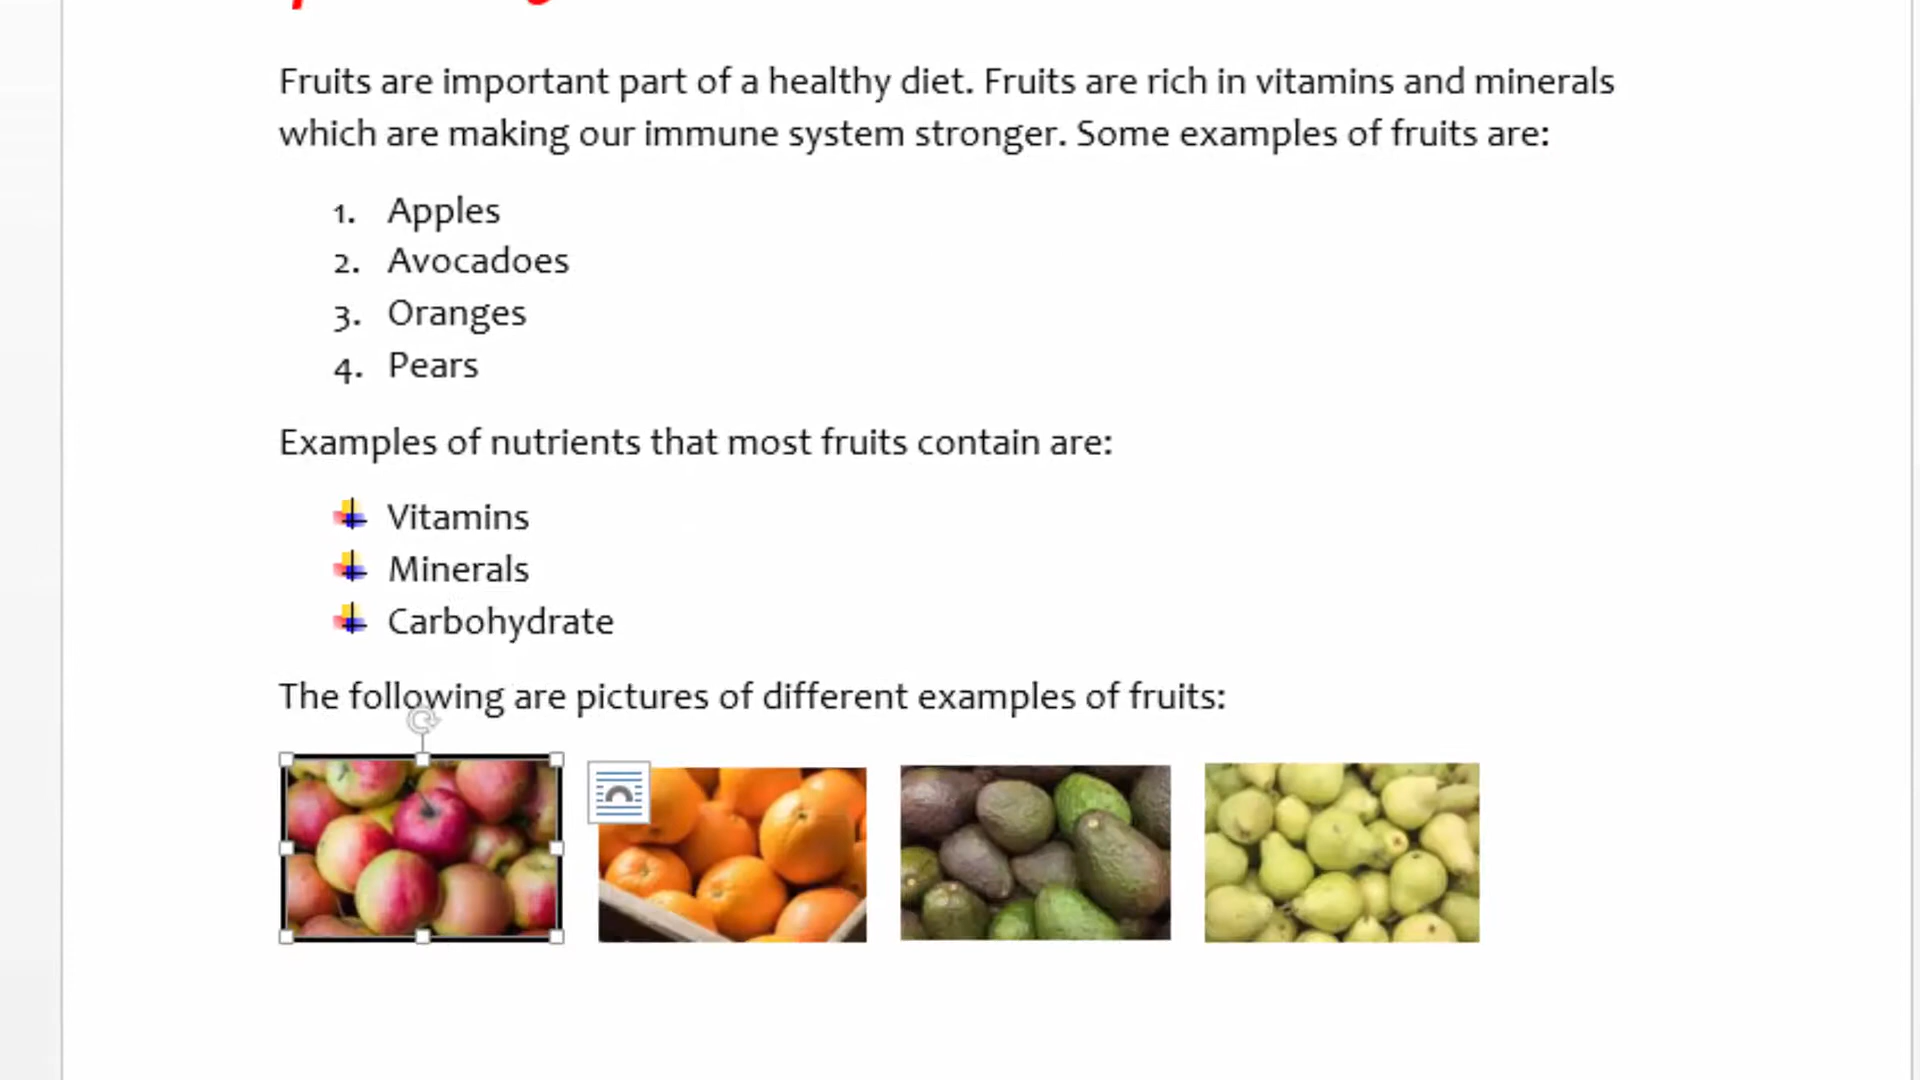 Fruits are important part of a healthy diet. Fruits are rich in vitamins and minerals
which are making our immune system stronger. Some examples of fruits are:
1. Apples
2. Avocadoes
3. Oranges
4. Pears
Examples of nutrients that most fruits contain are:
Vitamins
Minerals
Carbohydrate
The following are pictures of different examples of fruits: